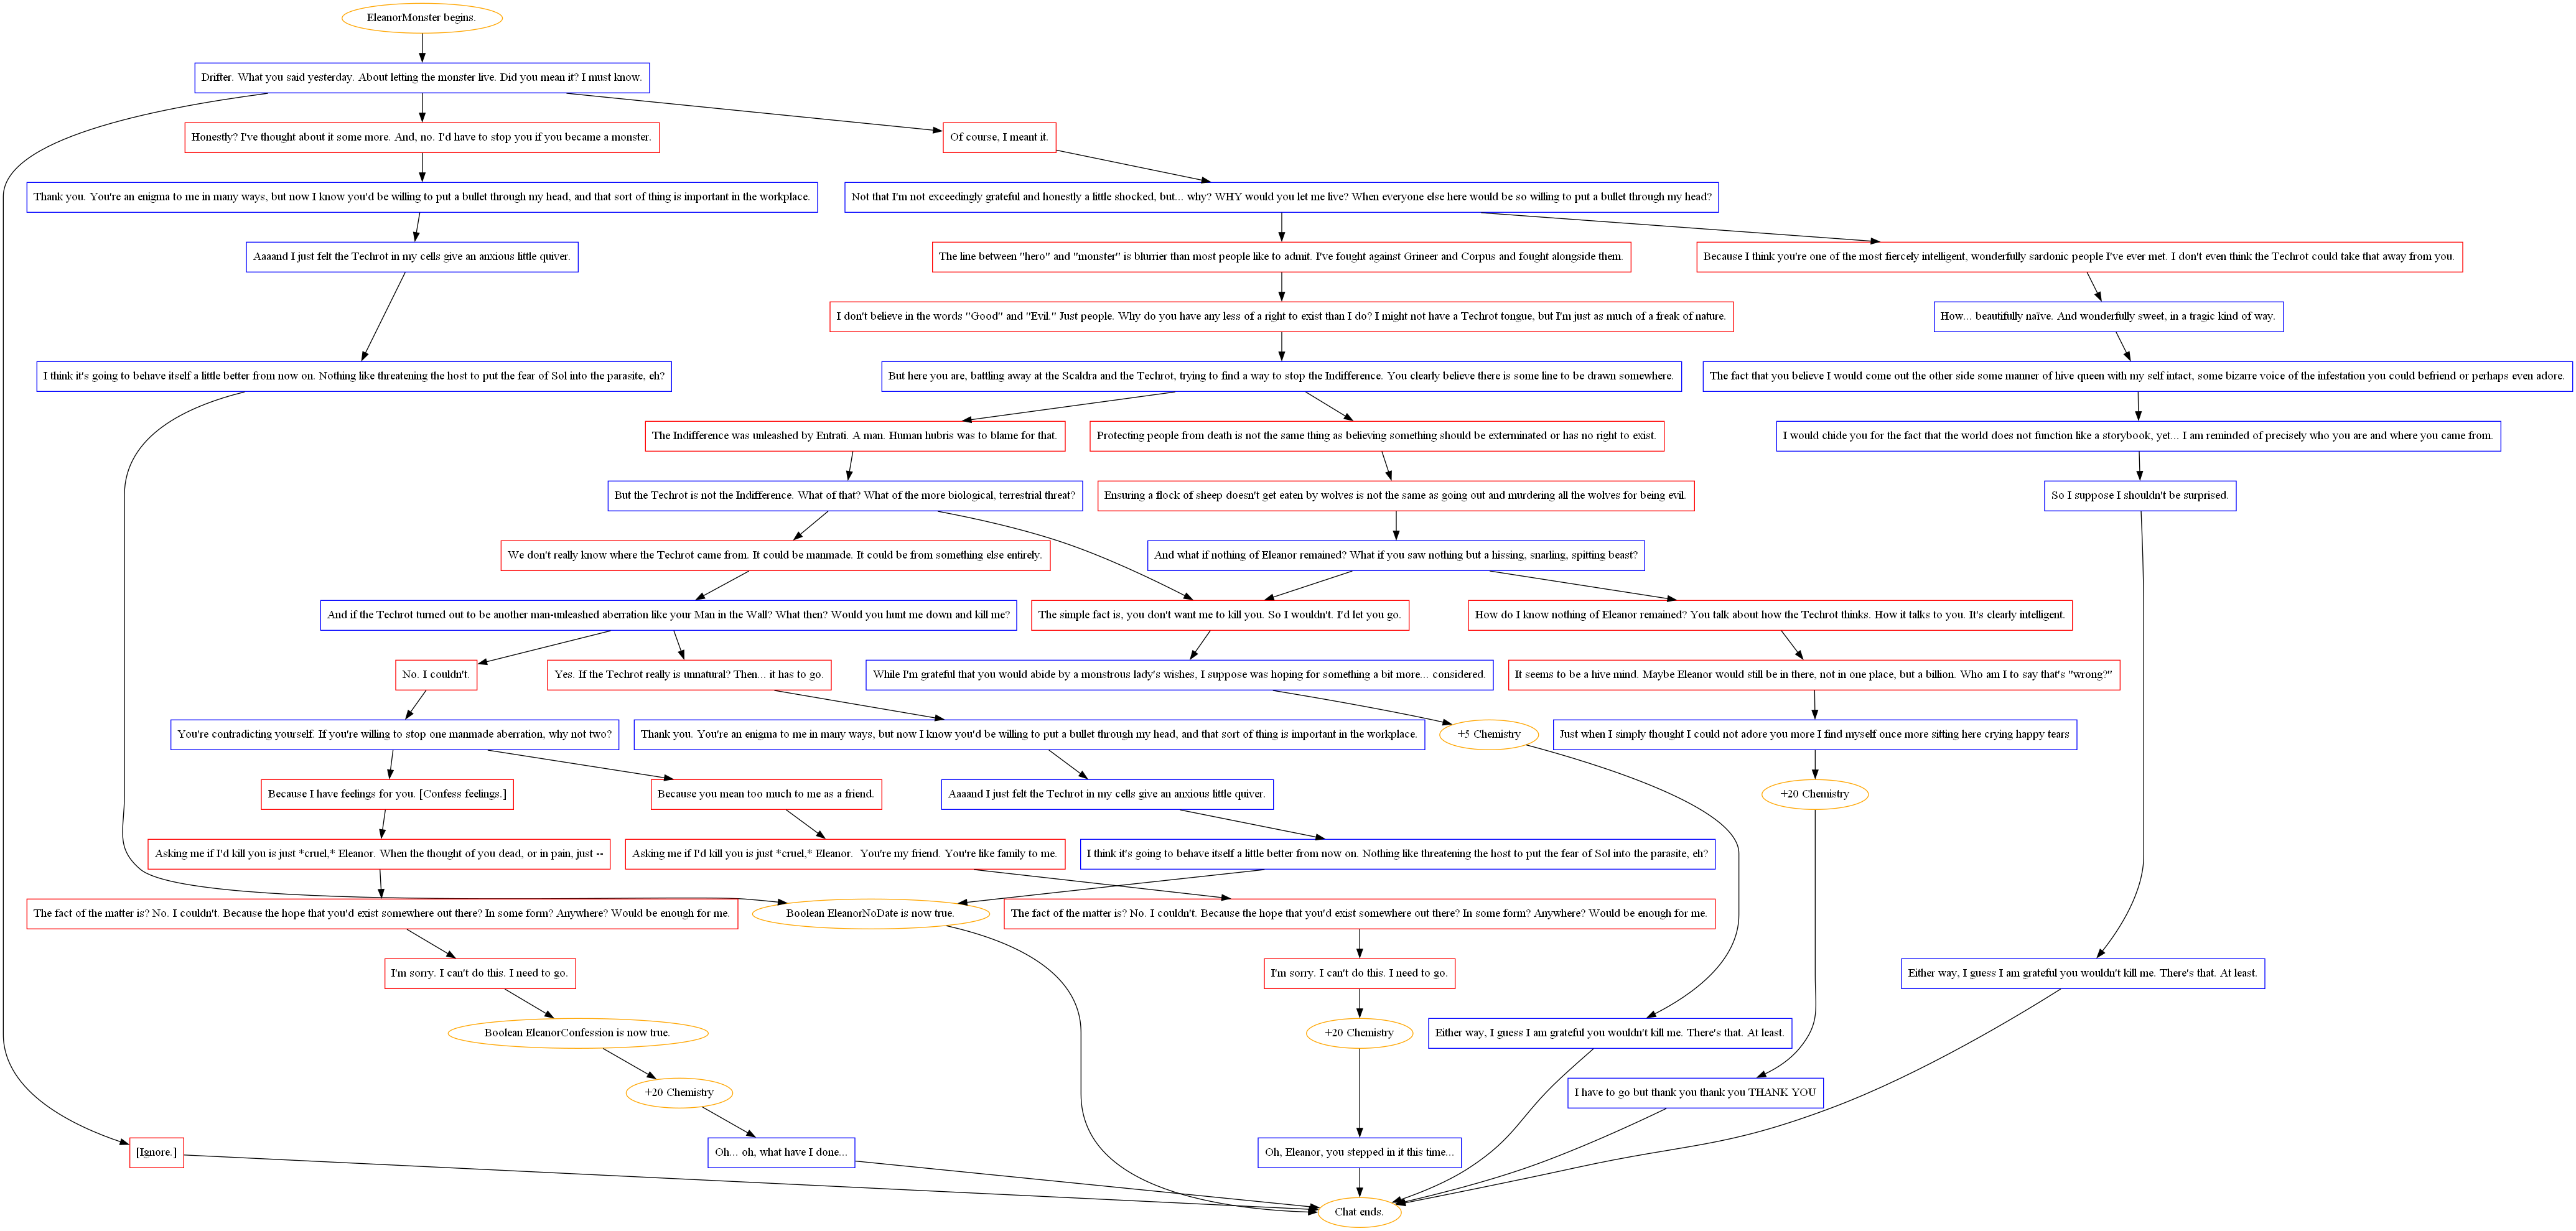 EleanorMonster begins.
Drifter. What you said yesterday. About letting the monster live. Did you mean it? I must know.
Honestly? I've thought about it some more. And, no. I'd have to stop you if you became a monster.
Of course, I meant it.
Thank you. You're an enigma to me in many ways, but now I know you'd be willing to put a bullet through my head, and that sort of thing is important in the workplace.
Not that I'm not exceedingly grateful and honestly a little shocked, but... why? WHY would you let me live? When everyone else here would be so willing to put a bullet through my head?
Aaaand I just felt the Techrot in my cells give an anxious little quiver.
The line between "hero" and "monster" is blurrier than most people like to admit. I've fought against Grineer and Corpus and fought alongside them.
Because I think you're one of the most fiercely intelligent, wonderfully sardonic people I've ever met. I don't even think the Techrot could take that away from you.
I don't believe in the words "Good" and "Evil." Just people. Why do you have any less of a right to exist than I do? I might not have a Techrot tongue, but I'm just as much of a freak of nature.
How... beautifully naïve. And wonderfully sweet, in a tragic kind of way.
I think it's going to behave itself a little better from now on. Nothing like threatening the host to put the fear of Sol into the parasite, eh?
But here you are, battling away at the Scaldra and the Techrot, trying to find a way to stop the Indifference. You clearly believe there is some line to be drawn somewhere.
The fact that you believe I would come out the other side some manner of hive queen with my self intact, some bizarre voice of the infestation you could befriend or perhaps even adore.
The Indifference was unleashed by Entrati. A man. Human hubris was to blame for that.
Protecting people from death is not the same thing as believing something should be exterminated or has no right to exist.
I would chide you for the fact that the world does not function like a storybook, yet... I am reminded of precisely who you are and where you came from.
But the Techrot is not the Indifference. What of that? What of the more biological, terrestrial threat?
Ensuring a flock of sheep doesn't get eaten by wolves is not the same as going out and murdering all the wolves for being evil.
So I suppose I shouldn't be surprised.
We don't really know where the Techrot came from. It could be manmade. It could be from something else entirely.
And what if nothing of Eleanor remained? What if you saw nothing but a hissing, snarling, spitting beast?
And if the Techrot turned out to be another man-unleashed aberration like your Man in the Wall? What then? Would you hunt me down and kill me?
The simple fact is, you don't want me to kill you. So I wouldn't. I'd let you go.
How do I know nothing of Eleanor remained? You talk about how the Techrot thinks. How it talks to you. It's clearly intelligent.
No. I couldn't.
Yes. If the Techrot really is unnatural? Then... it has to go.
While I'm grateful that you would abide by a monstrous lady's wishes, I suppose was hoping for something a bit more... considered.
It seems to be a hive mind. Maybe Eleanor would still be in there, not in one place, but a billion. Who am I to say that's "wrong?"
You're contradicting yourself. If you're willing to stop one manmade aberration, why not two?
Thank you. You're an enigma to me in many ways, but now I know you'd be willing to put a bullet through my head, and that sort of thing is important in the workplace.
+5 Chemistry
Just when I simply thought I could not adore you more I find myself once more sitting here crying happy tears
Because I have feelings for you. [Confess feelings.]
Because you mean too much to me as a friend.
Aaaand I just felt the Techrot in my cells give an anxious little quiver.
+20 Chemistry
Asking me if I'd kill you is just *cruel,* Eleanor. When the thought of you dead, or in pain, just --
Asking me if I'd kill you is just *cruel,* Eleanor.  You're my friend. You're like family to me.
I think it's going to behave itself a little better from now on. Nothing like threatening the host to put the fear of Sol into the parasite, eh?
The fact of the matter is? No. I couldn't. Because the hope that you'd exist somewhere out there? In some form? Anywhere? Would be enough for me.
Boolean EleanorNoDate is now true.
The fact of the matter is? No. I couldn't. Because the hope that you'd exist somewhere out there? In some form? Anywhere? Would be enough for me.
I'm sorry. I can't do this. I need to go.
I'm sorry. I can't do this. I need to go.
Either way, I guess I am grateful you wouldn't kill me. There's that. At least.
Boolean EleanorConfession is now true.
+20 Chemistry
Either way, I guess I am grateful you wouldn't kill me. There's that. At least.
+20 Chemistry
I have to go but thank you thank you THANK YOU
[Ignore.]
Oh... oh, what have I done...
Oh, Eleanor, you stepped in it this time...
Chat ends.